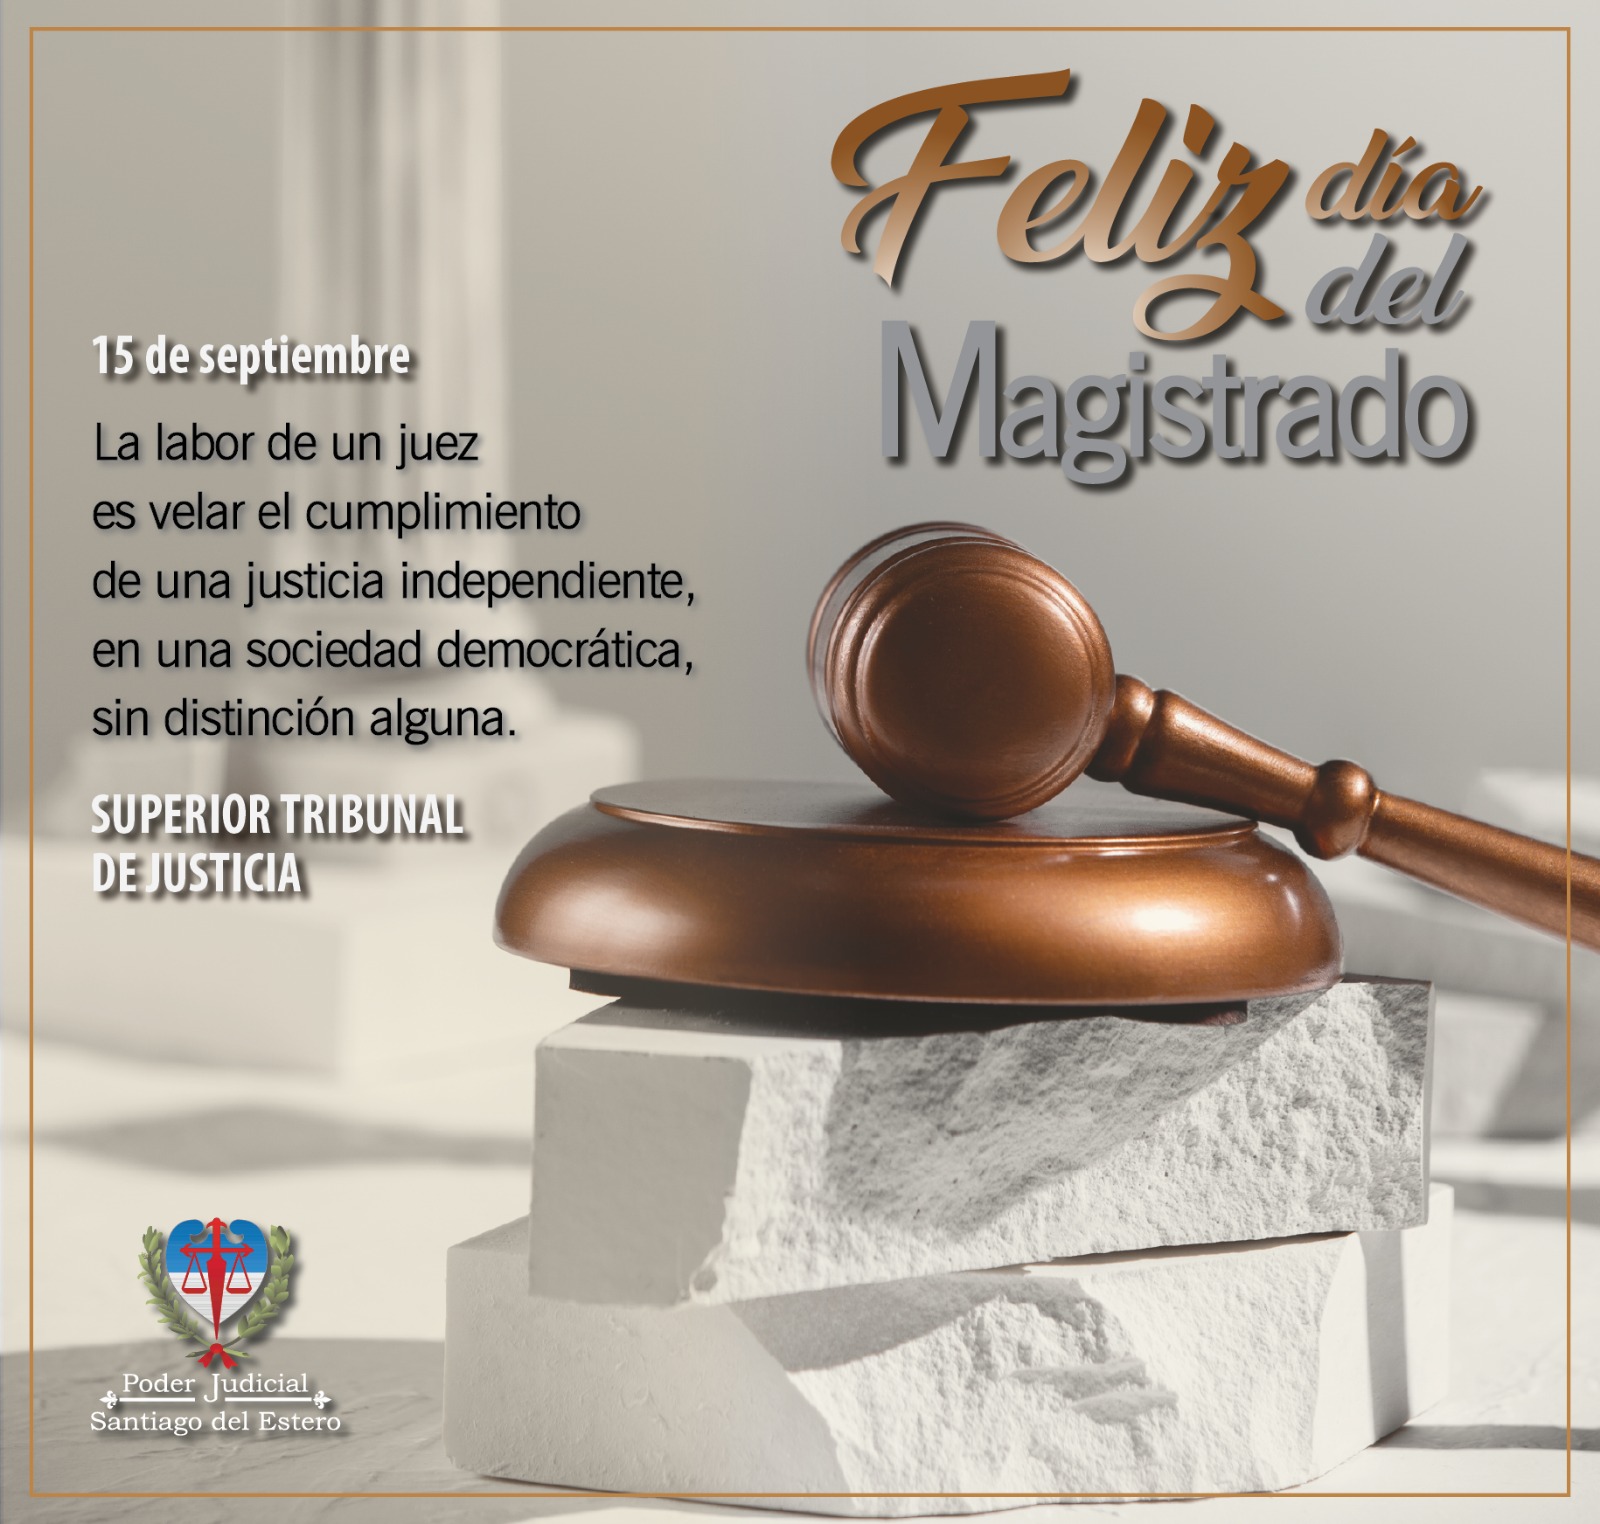 Feliz día
del
Magistrado
15 de septiembre
La labor de un juez
es velar el cumplimiento
de una justicia independiente,
en una sociedad democrática,
sin distinción alguna.
SUPERIOR TRIBUNAL
DE JUSTICIA
Poder Judicial
Santiago del Estero